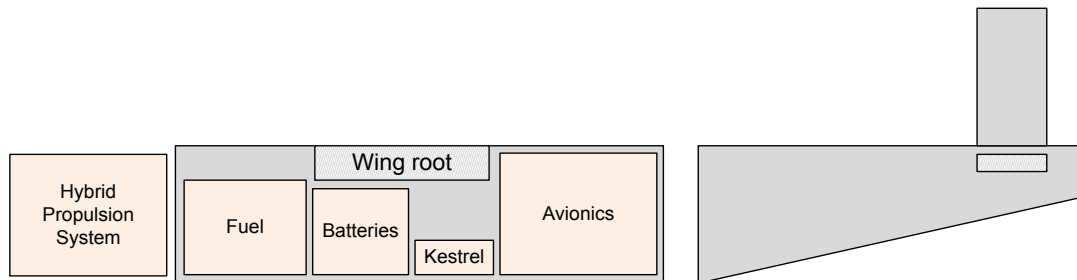 Wing root
Hybrid
Propulsion
System
Fuel
Batteries
Kestrel
Avionics